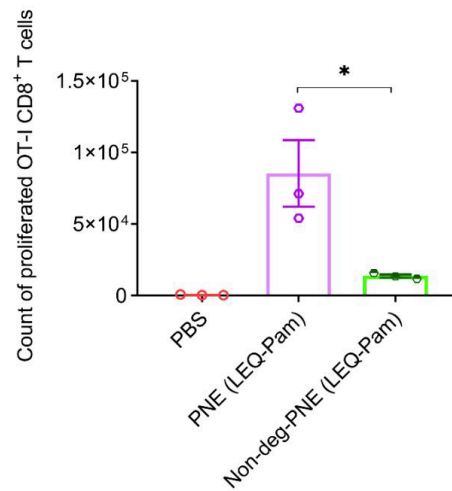 Count of proliferated OT-I CD8⁺ T cells
1.5×10⁵
1×10⁵
5×10⁴
0
*
PBS
PNE (LEQ-Pam)
Non-deg-PNE (LEQ-Pam)